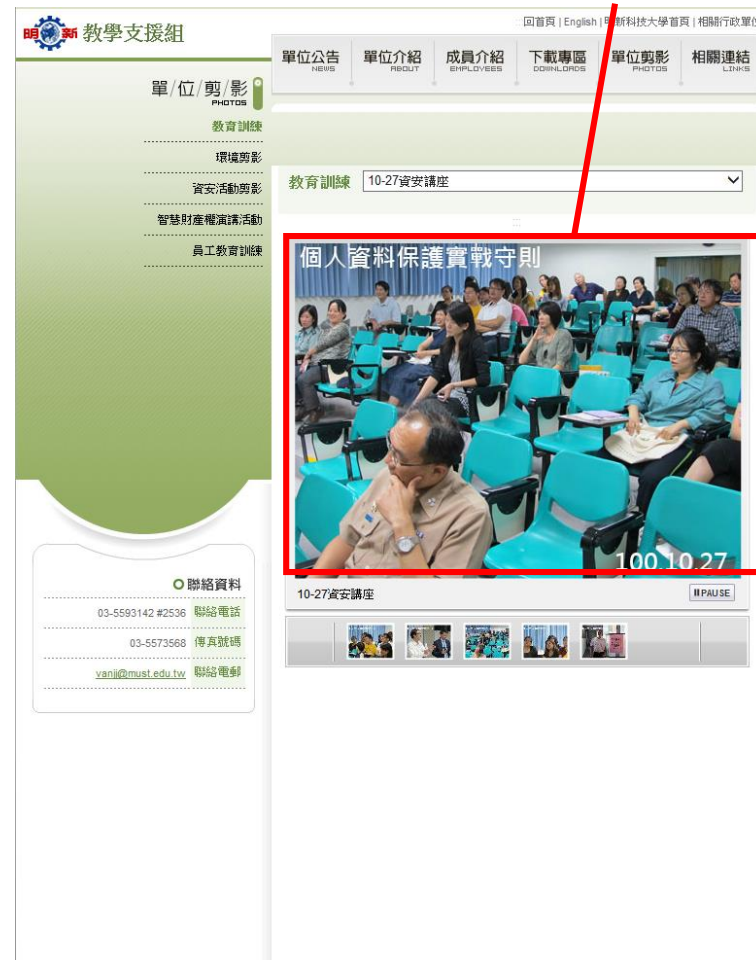 明新 教學支援組
回首頁 | English | 明新科技大學首頁 | 相關行政單位
單位公告 單位介紹 成員介紹 下載專區 單位剪影 相關連結
NEWS ABOUT EMPLOYEES DOWNLOADS PHOTOS LINKS
單/位/剪/影
PHOTOS
教育訓練
環境剪影
資安活動剪影
智慧財產權演講活動
員工教育訓練
教育訓練 10-27資安講座
個人資料保護實戰守則
100.10.27
10-27資安講座
PAUSE
聯絡資料
03-5593142 #2536 聯絡電話
03-5573568 傳真號碼
vanjj@must.edu.tw 聯絡電郵